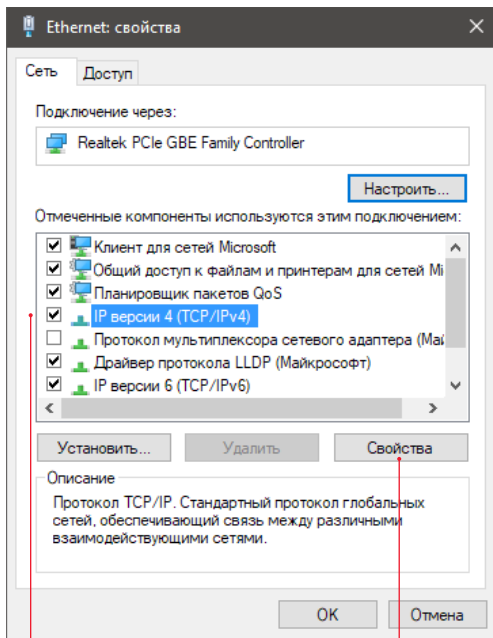 Ethernet: свойства
Сеть Доступ
Подключение через:
Realtek PCIe GBE Family Controller
Настроить...
Отмеченные компоненты используются этим подключением:
Клиент для сетей Microsoft
Общий доступ к файлам и принтерам для сетей Mi
Планировщик пакетов QoS
IP версии 4 (TCP/IPv4)
Протокол мультиплексора сетевого адаптера (Май
Драйвер протокола LLDP (Майкрософт)
IP версии 6 (TCP/IPv6)
Установить... Удалить Свойства
Описание
Протокол TCP/IP. Стандартный протокол глобальных
сетей, обеспечивающий связь между различными
взаимодействующими сетями.
OK Отмена